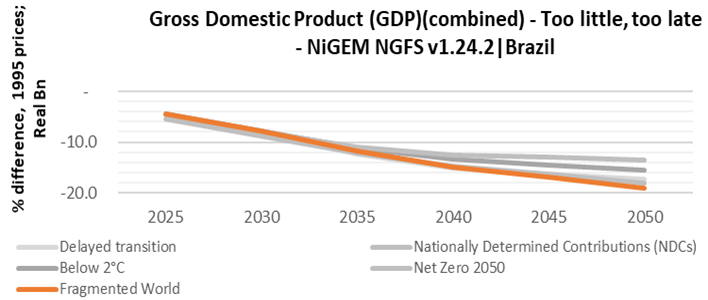 Gross Domestic Product (GDP)(combined) - Too little, too late
- NiGEM NGFS v1.24.2|Brazil
% difference, 1995 prices;
Real Bn
-
-10.0
-20.0
2025 2030 2035 2040 2045 2050
Delayed transition Nationally Determined Contributions (NDCs)
Below 2°C Net Zero 2050
Fragmented World